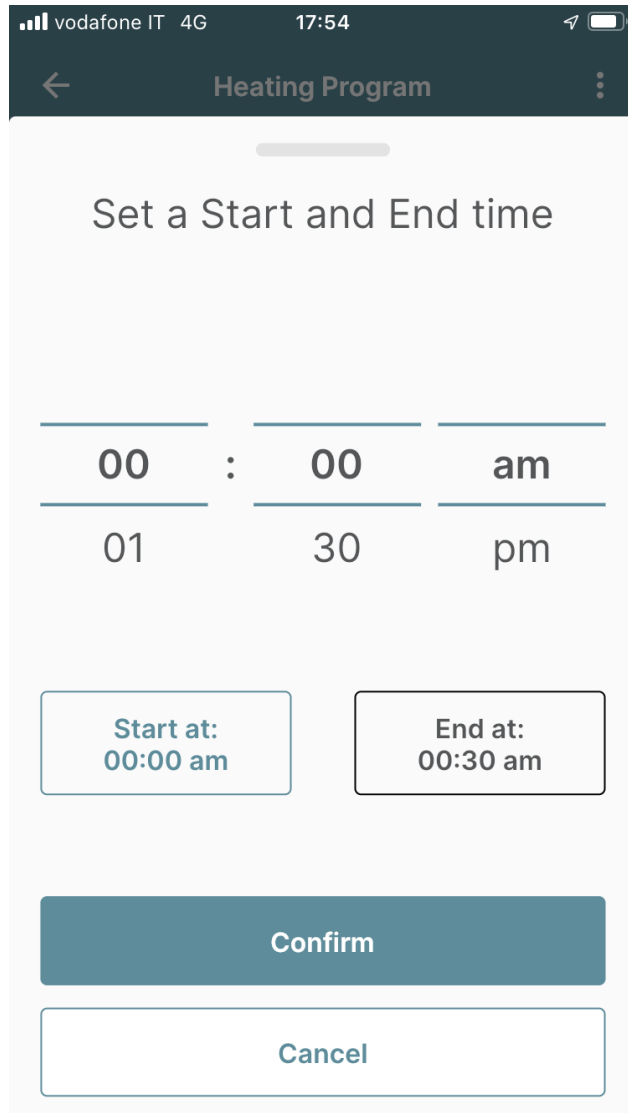 vodafone IT 4G 17:54
Heating Program
Set a Start and End time
00 : 00 am
01 30 pm
Start at: End at:
00:00 am 00:30 am
Confirm
Cancel